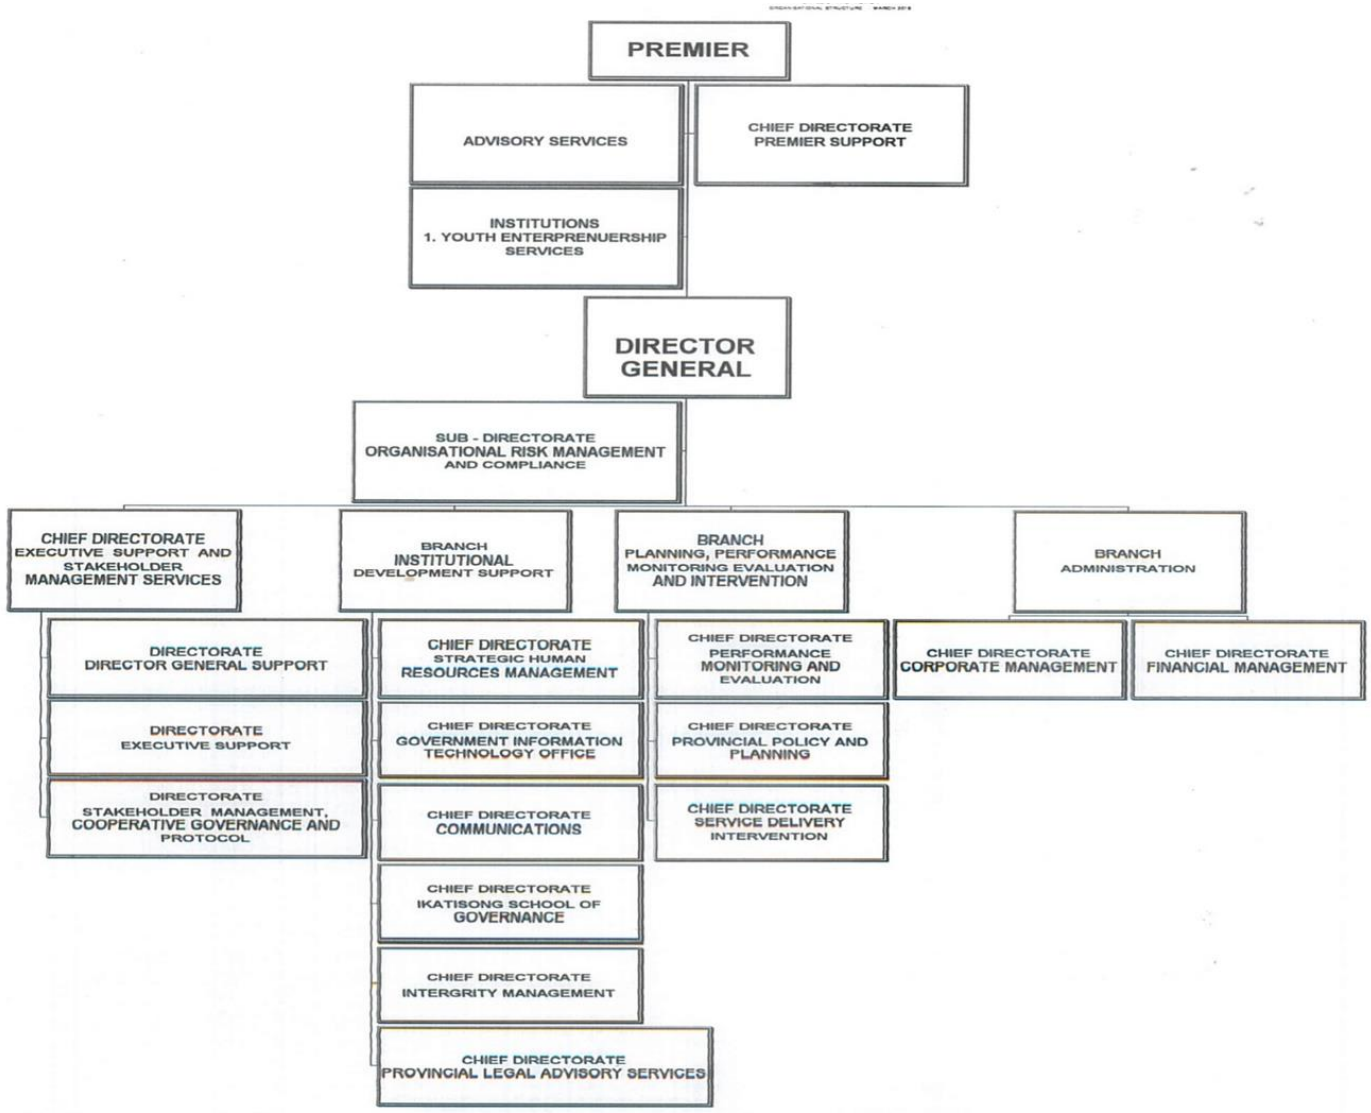 ORGANISATIONAL STRUCTURE MARCH 2018
PREMIER
ADVISORY SERVICES
CHIEF DIRECTORATE
PREMIER SUPPORT
INSTITUTIONS
1. YOUTH ENTERPRENUERSHIP
SERVICES
DIRECTOR
GENERAL
SUB - DIRECTORATE
ORGANISATIONAL RISK MANAGEMENT
AND COMPLIANCE
CHIEF DIRECTORATE
EXECUTIVE SUPPORT AND
STAKEHOLDER
MANAGEMENT SERVICES
BRANCH
INSTITUTIONAL
DEVELOPMENT SUPPORT
BRANCH
PLANNING, PERFORMANCE
MONITORING EVALUATION
AND INTERVENTION
BRANCH
ADMINISTRATION
DIRECTORATE
DIRECTOR GENERAL SUPPORT
DIRECTORATE
EXECUTIVE SUPPORT
DIRECTORATE
STAKEHOLDER MANAGEMENT,
COOPERATIVE GOVERNANCE AND
PROTOCOL
CHIEF DIRECTORATE
STRATEGIC HUMAN
RESOURCES MANAGEMENT
CHIEF DIRECTORATE
GOVERNMENT INFORMATION
TECHNOLOGY OFFICE
CHIEF DIRECTORATE
COMMUNICATIONS
CHIEF DIRECTORATE
IKATISONG SCHOOL OF
GOVERNANCE
CHIEF DIRECTORATE
INTERGRITY MANAGEMENT
CHIEF DIRECTORATE
PROVINCIAL LEGAL ADVISORY SERVICES
CHIEF DIRECTORATE
PERFORMANCE
MONITORING AND
EVALUATION
CHIEF DIRECTORATE
PROVINCIAL POLICY AND
PLANNING
CHIEF DIRECTORATE
SERVICE DELIVERY
INTERVENTION
CHIEF DIRECTORATE
CORPORATE MANAGEMENT
CHIEF DIRECTORATE
FINANCIAL MANAGEMENT